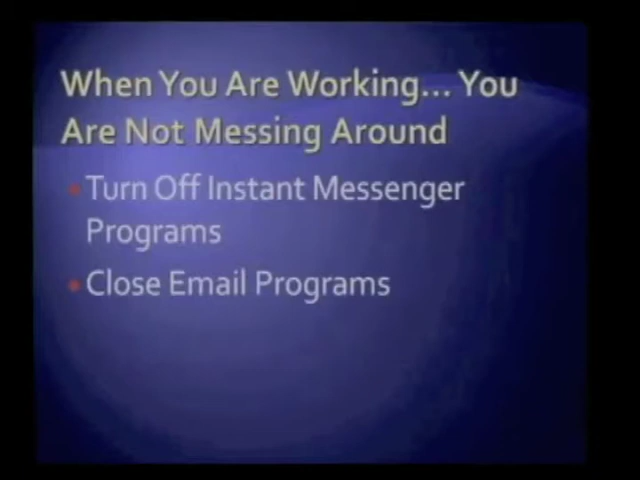 When You Are Working... You
Are Not Messing Around
Turn Off Instant Messenger
Programs
Close Email Programs